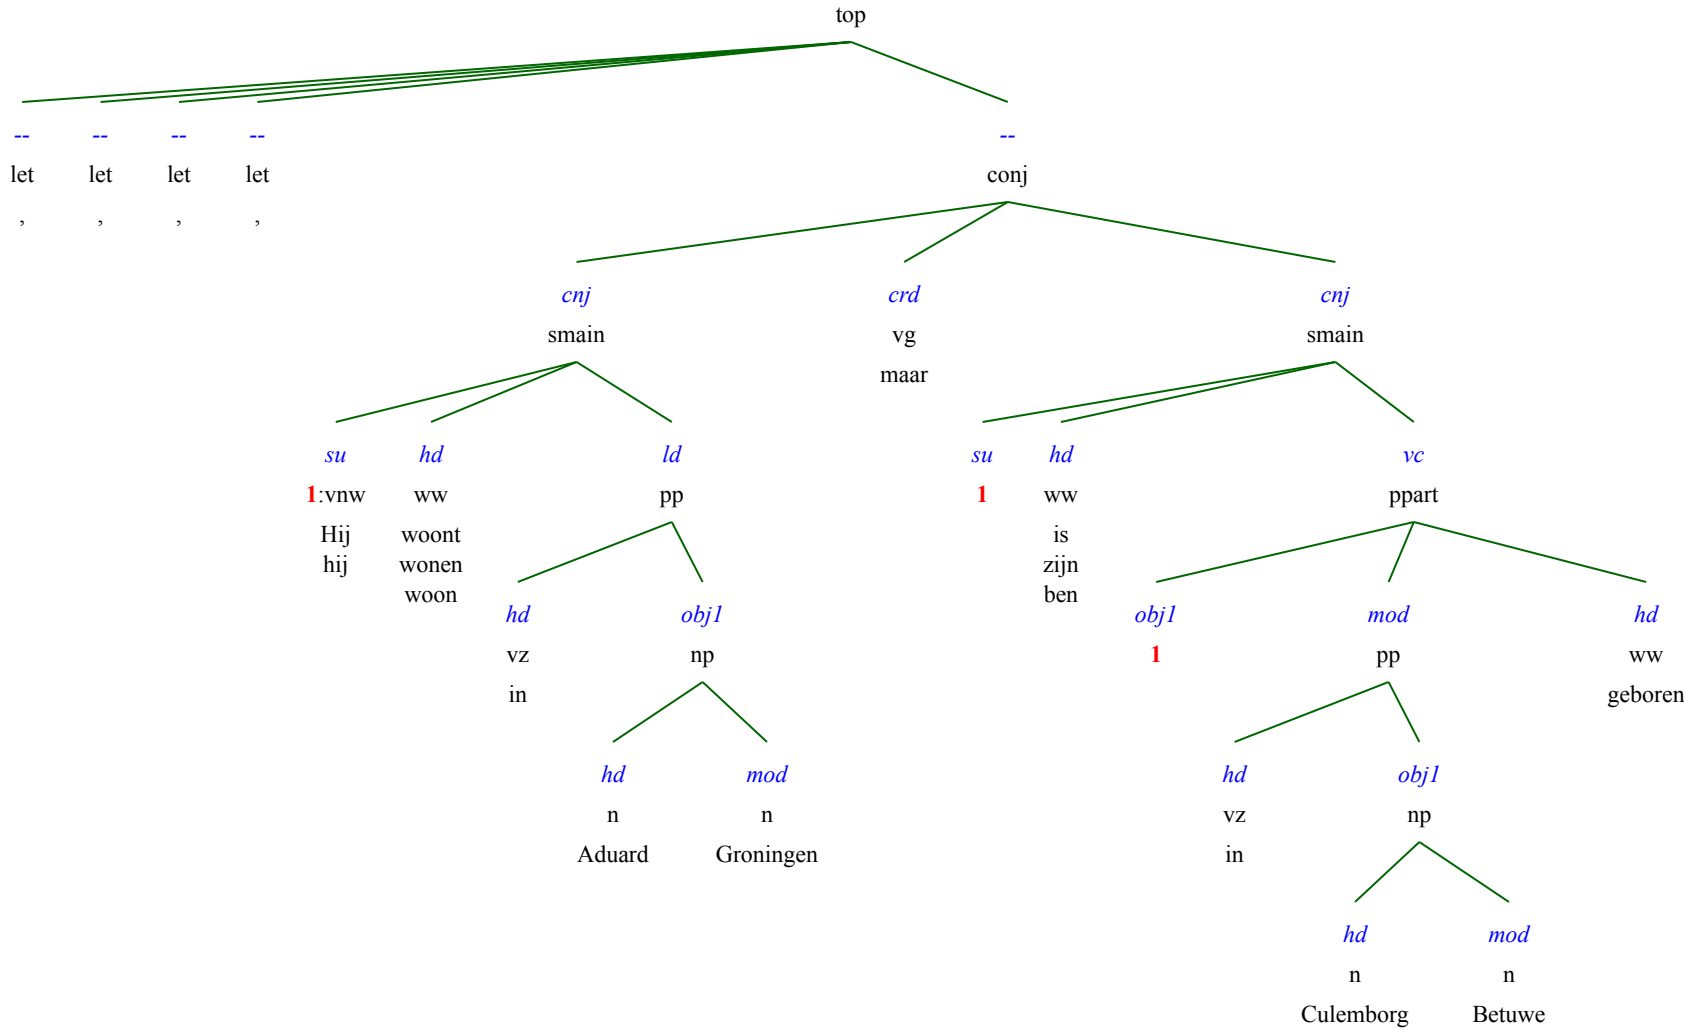 top
-- -- -- -- --
let let let let conj
, , , ,
cnj crd cnj
smain vg smain
maar
su hd ld su hd vc
1:vnw ww pp 1 ww ppart
Hij woont is
hij wonen zijn
woon ben
hd obj1 obj1 mod hd
vz np 1 pp ww
in geboren
hd mod hd obj1
n n vz np
Aduard Groningen in
hd mod
n n
Culemborg Betuwe